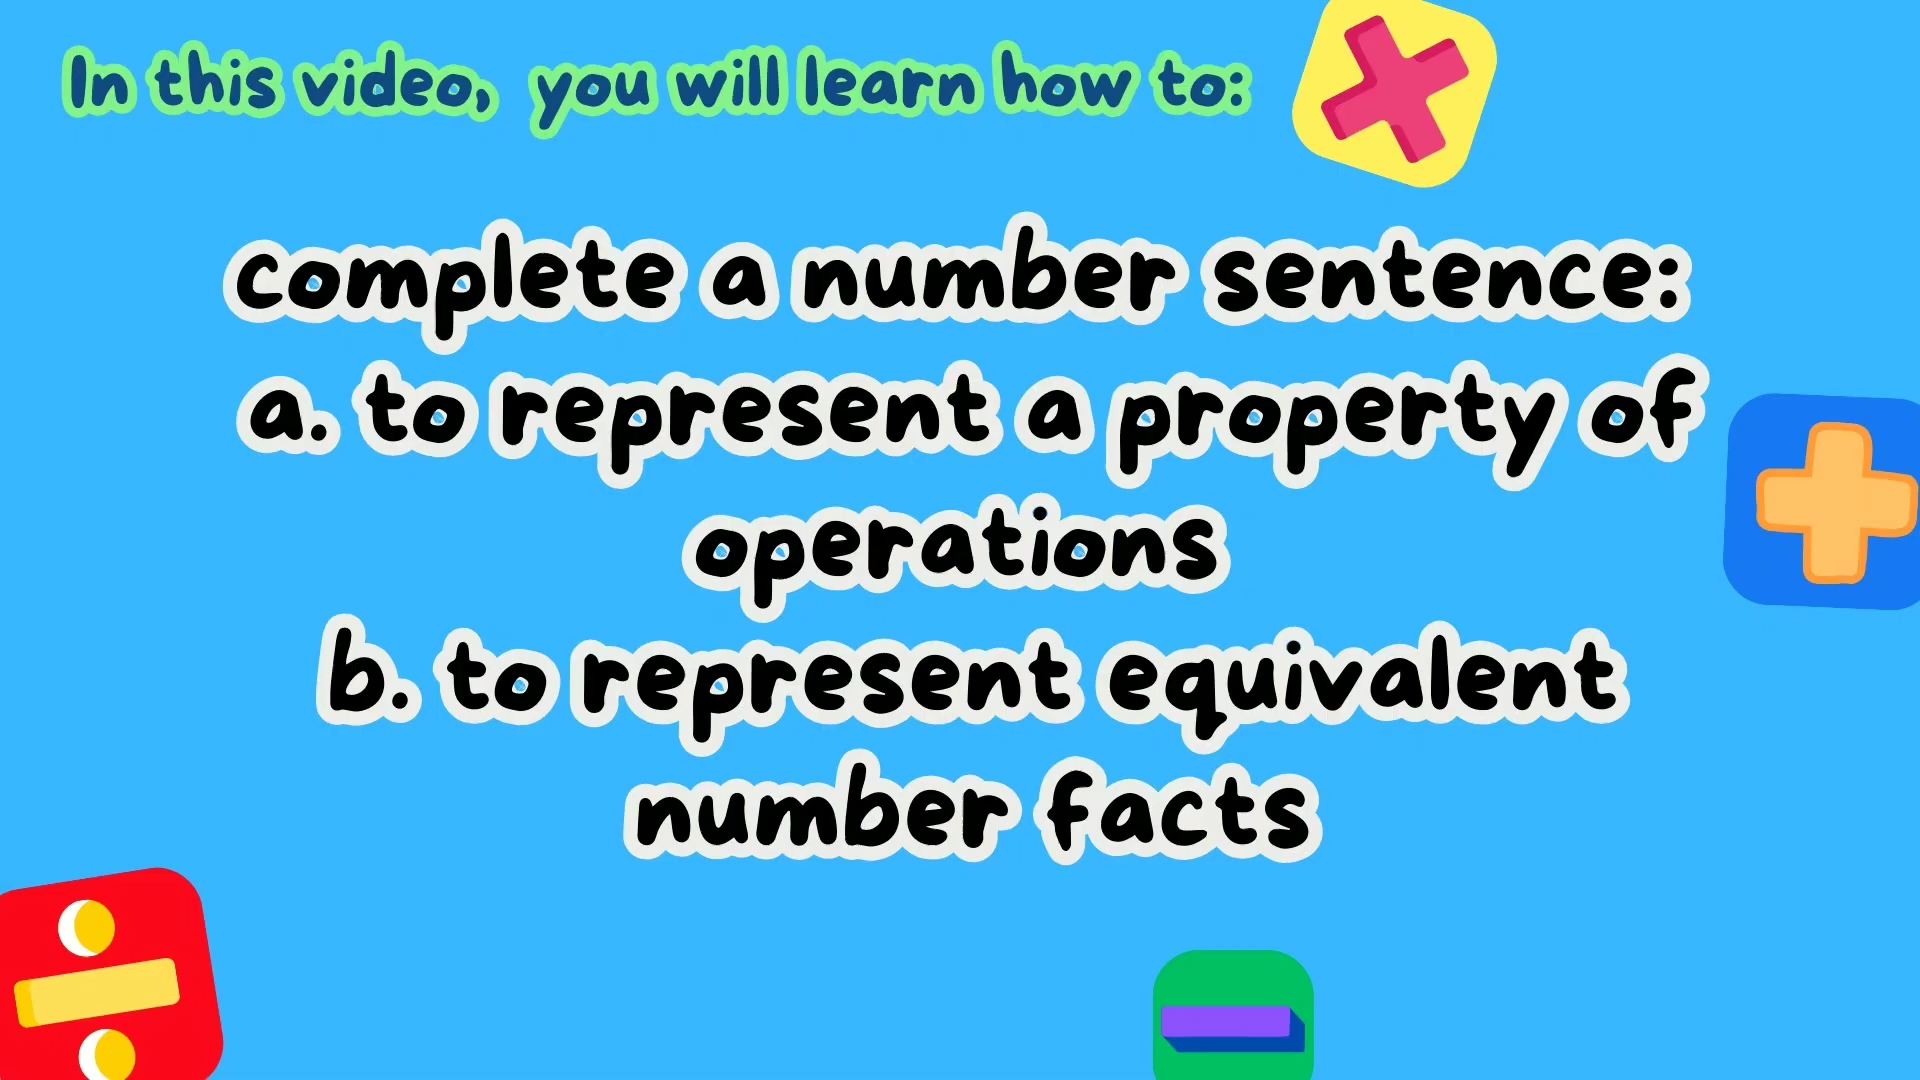 In this video, you will learn how to:
complete a number sentence:
a. to represent a property of
operations
b. to represent equivalent
number facts